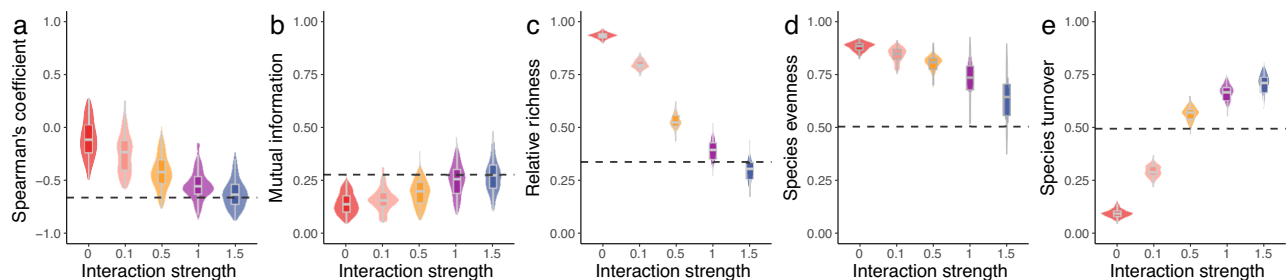 a
Spearman's coefficient
1.0
0.5
0.0
−0.5
−1.0
0 0.1 0.5 1 1.5
Interaction strength
b
Mutual information
1.00
0.75
0.50
0.25
0.00
0 0.1 0.5 1 1.5
Interaction strength
c
Relative richness
1.00
0.75
0.50
0.25
0.00
0 0.1 0.5 1 1.5
Interaction strength
d
Species evenness
1.00
0.75
0.50
0.25
0.00
0 0.1 0.5 1 1.5
Interaction strength
e
Species turnover
1.00
0.75
0.50
0.25
0.00
0 0.1 0.5 1 1.5
Interaction strength